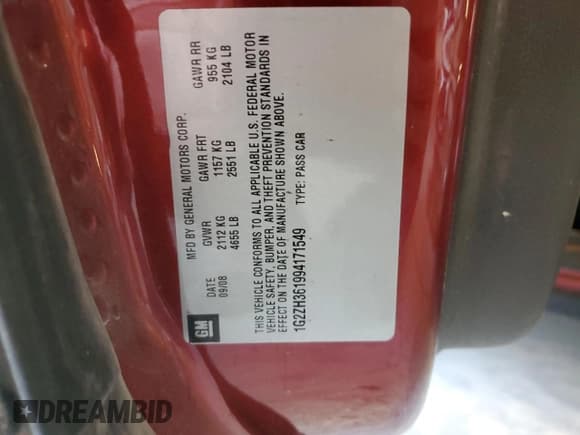 MFD BY GENERAL MOTORS CORP.
DATE GVWR GAWR FRT GAWR RR
09/08 2112 KG 1157 KG 955 KG
4655 LB 2551 LB 2104 LB
THIS VEHICLE CONFORMS TO ALL APPLICABLE U.S. FEDERAL MOTOR
VEHICLE SAFETY, BUMPER, AND THEFT PREVENTION STANDARDS IN
EFFECT ON THE DATE OF MANUFACTURE SHOWN ABOVE.
1G2ZH361994171549 TYPE: PASS CAR
GM
DREAMBID